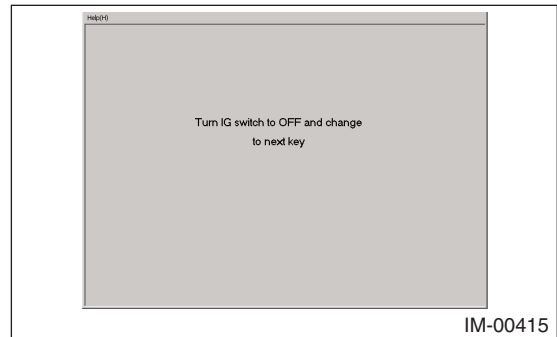 Help(H)
Turn IG switch to OFF and change
to next key
IM-00415